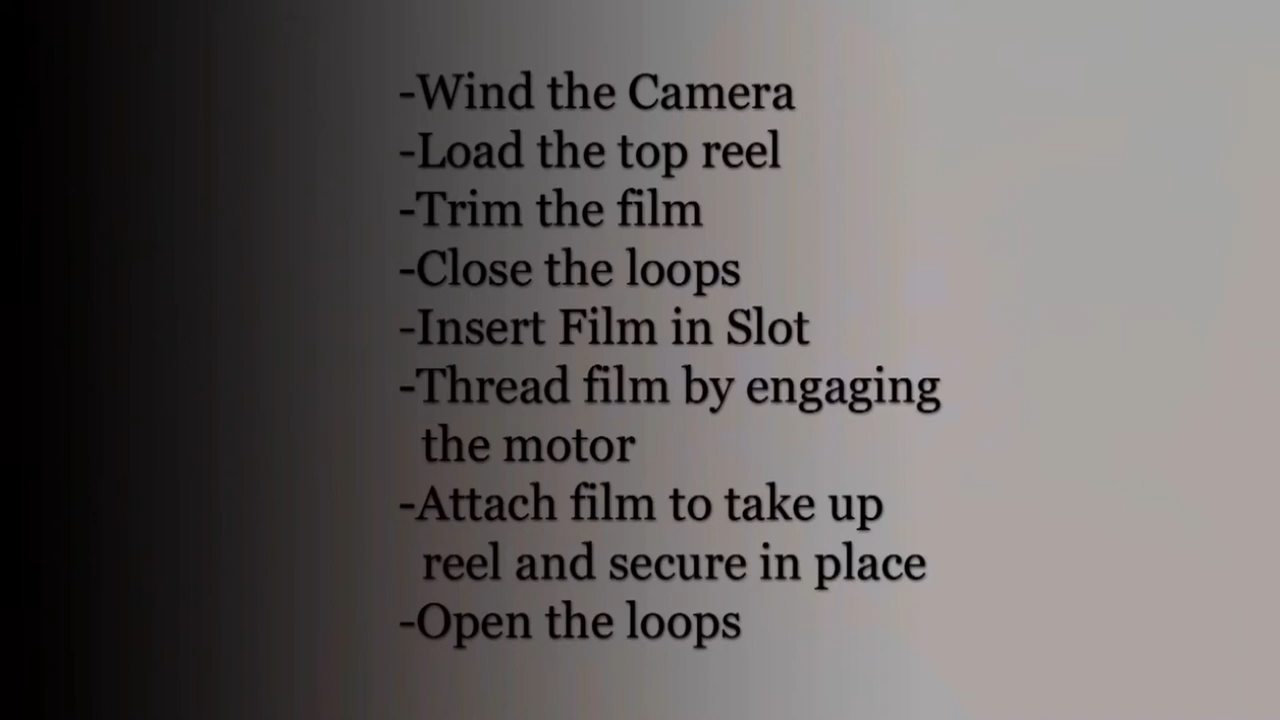 -Wind the Camera
-Load the top reel
-Trim the film
-Close the loops
-Insert Film in Slot
-Thread film by engaging
the motor
-Attach film to take up
reel and secure in place
-Open the loops